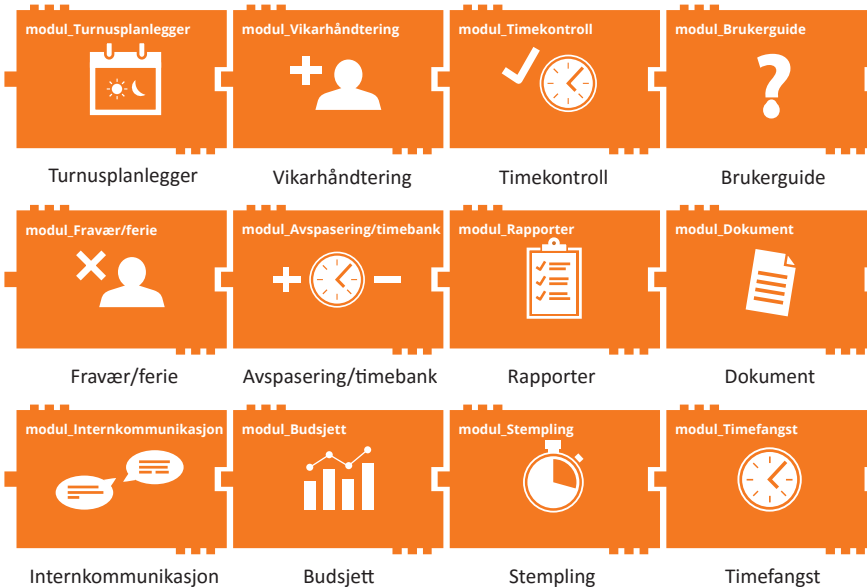 modul_Turnusplanlegger
modul_Vikarhåndtering
modul_Timekontroll
modul_Brukerguide
Turnusplanlegger
Vikarhåndtering
Timekontroll
Brukerguide
modul_Fravær/ferie
modul_Avspasering/timebank
modul_Rapporter
modul_Dokument
Fravær/ferie
Avspasering/timebank
Rapporter
Dokument
modul_Internkommunikasjon
modul_Budsjett
modul_Stempling
modul_Timefangst
Internkommunikasjon
Budsjett
Stempling
Timefangst